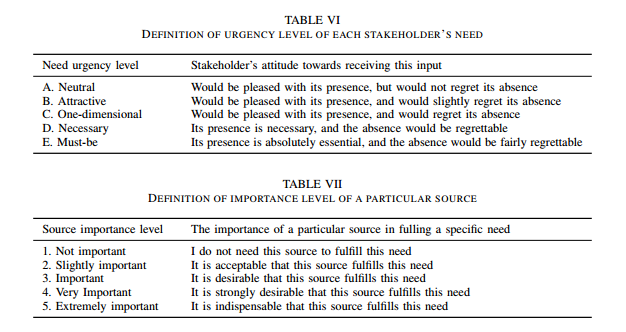 TABLE VI
DEFINITION OF URGENCY LEVEL OF EACH STAKEHOLDER'S NEED
Need urgency level Stakeholder's attitude towards receiving this input
A. Neutral Would be pleased with its presence, but would not regret its absence
B. Attractive Would be pleased with its presence, and would slightly regret its absence
C. One-dimensional Would be pleased with its presence, and would regret its absence
D. Necessary Its presence is necessary, and the absence would be regrettable
E. Must-be Its presence is absolutely essential, and the absence would be fairly regrettable
TABLE VII
DEFINITION OF IMPORTANCE LEVEL OF A PARTICULAR SOURCE
Source importance level The importance of a particular source in fulling a specific need
1. Not important I do not need this source to fulfill this need
2. Slightly important It is acceptable that this source fulfills this need
3. Important It is desirable that this source fulfills this need
4. Very Important It is strongly desirable that this source fulfills this need
5. Extremely important It is indispensable that this source fulfills this need